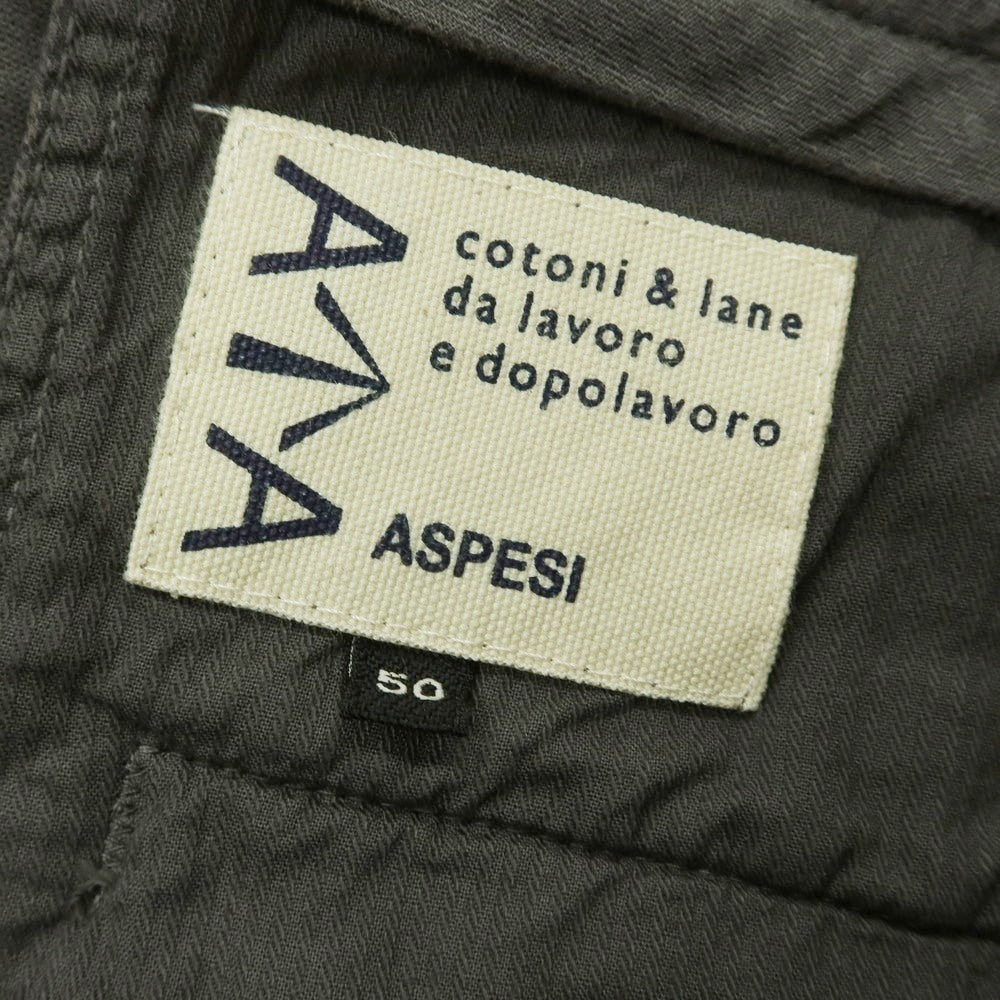 cotoni & lane
da lavoro
e dopolavoro
ASPESI
50